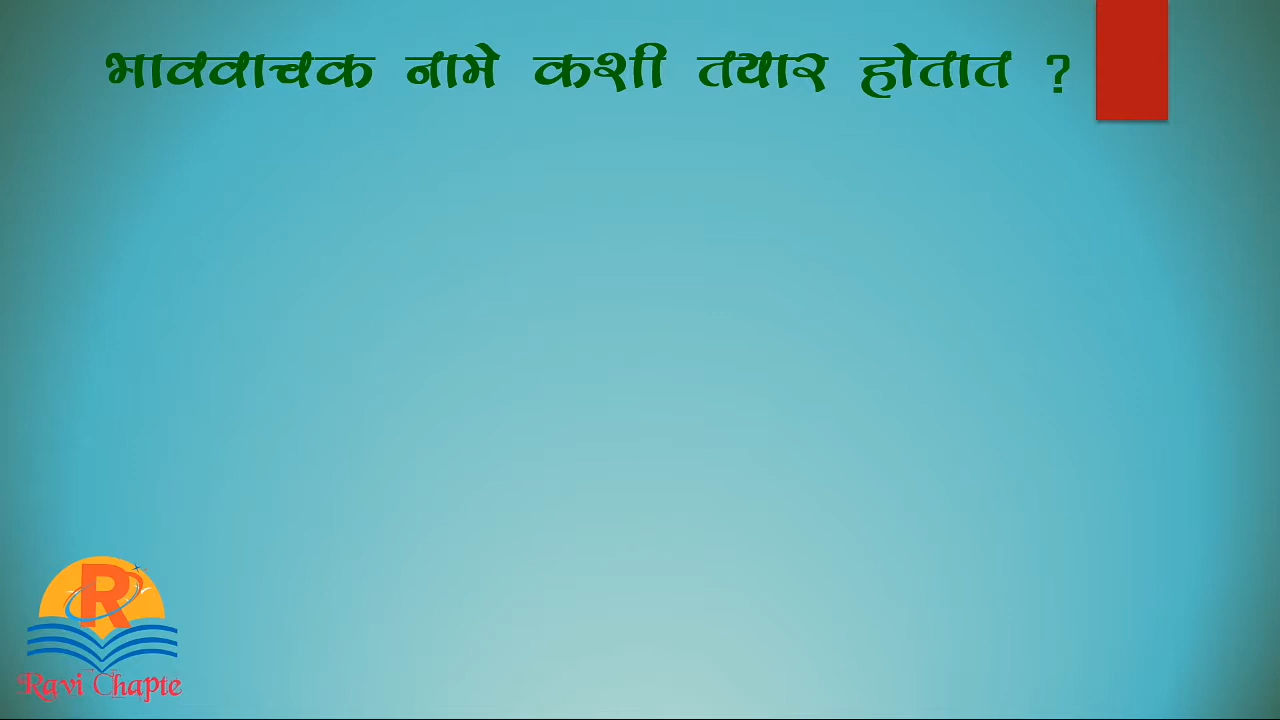 भाववाचक नामे कशी तयार होतात ?
R
Ravi Chapte